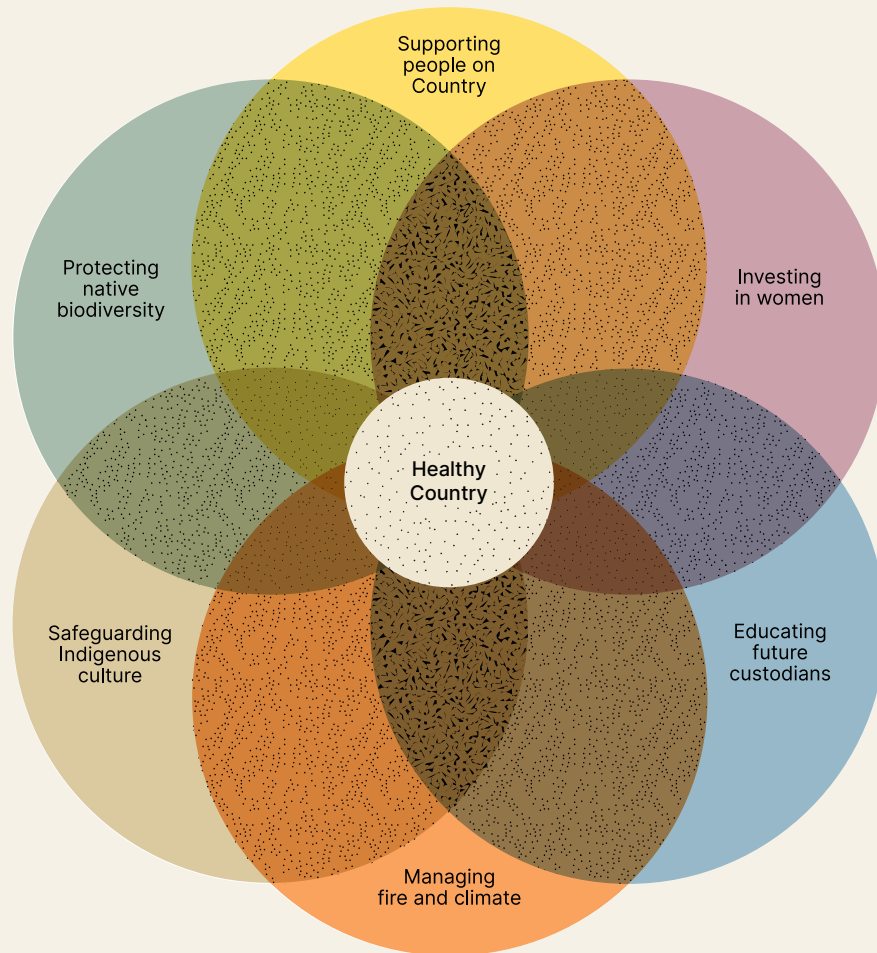 Supporting
people on
Country
Protecting
native
biodiversity
Investing
in women
Healthy
Country
Safeguarding
Indigenous
culture
Educating
future
custodians
Managing
fire and climate